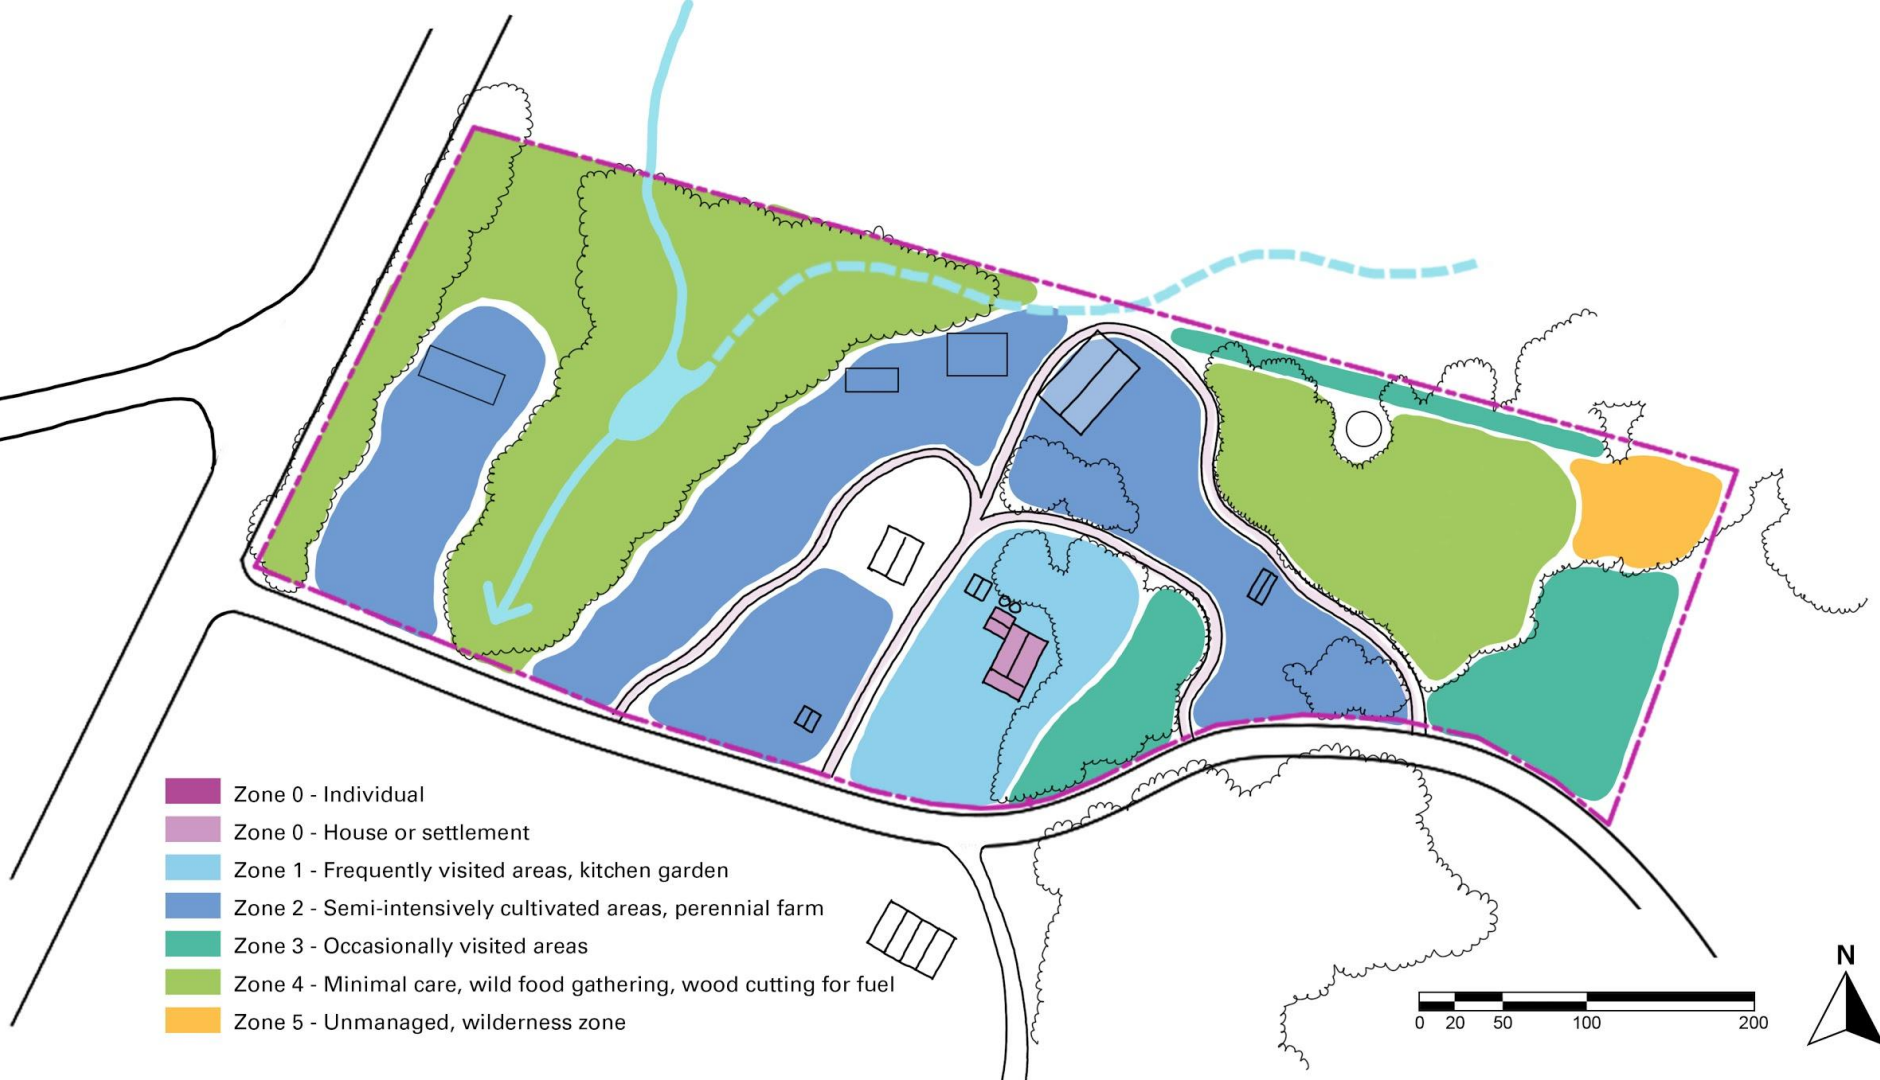 Zone 0 - Individual
Zone 0 - House or settlement
Zone 1 - Frequently visited areas, kitchen garden
Zone 2 - Semi-intensively cultivated areas, perennial farm
Zone 3 - Occasionally visited areas
Zone 4 - Minimal care, wild food gathering, wood cutting for fuel
Zone 5 - Unmanaged, wilderness zone
N
0 20 50 100 200